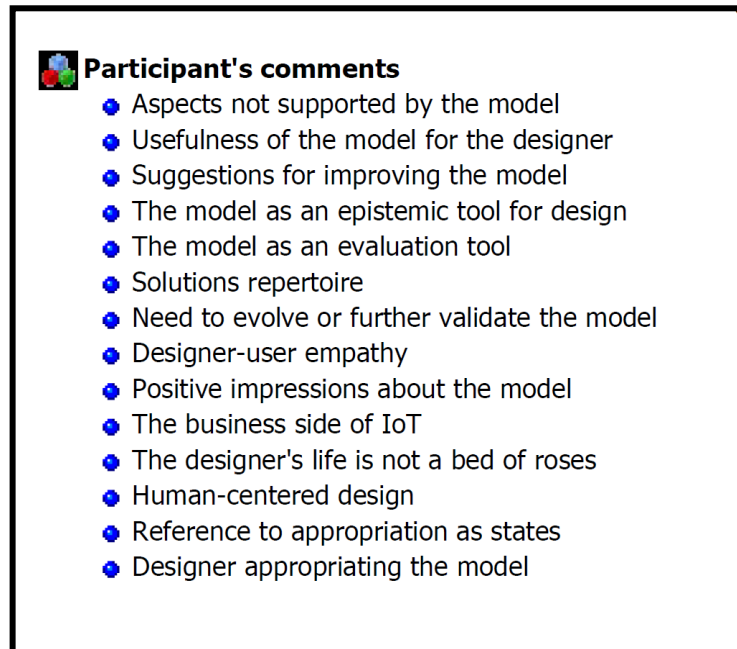 Participant's comments
Aspects not supported by the model
Usefulness of the model for the designer
Suggestions for improving the model
The model as an epistemic tool for design
The model as an evaluation tool
Solutions repertoire
Need to evolve or further validate the model
Designer-user empathy
Positive impressions about the model
The business side of IoT
The designer's life is not a bed of roses
Human-centered design
Reference to appropriation as states
Designer appropriating the model